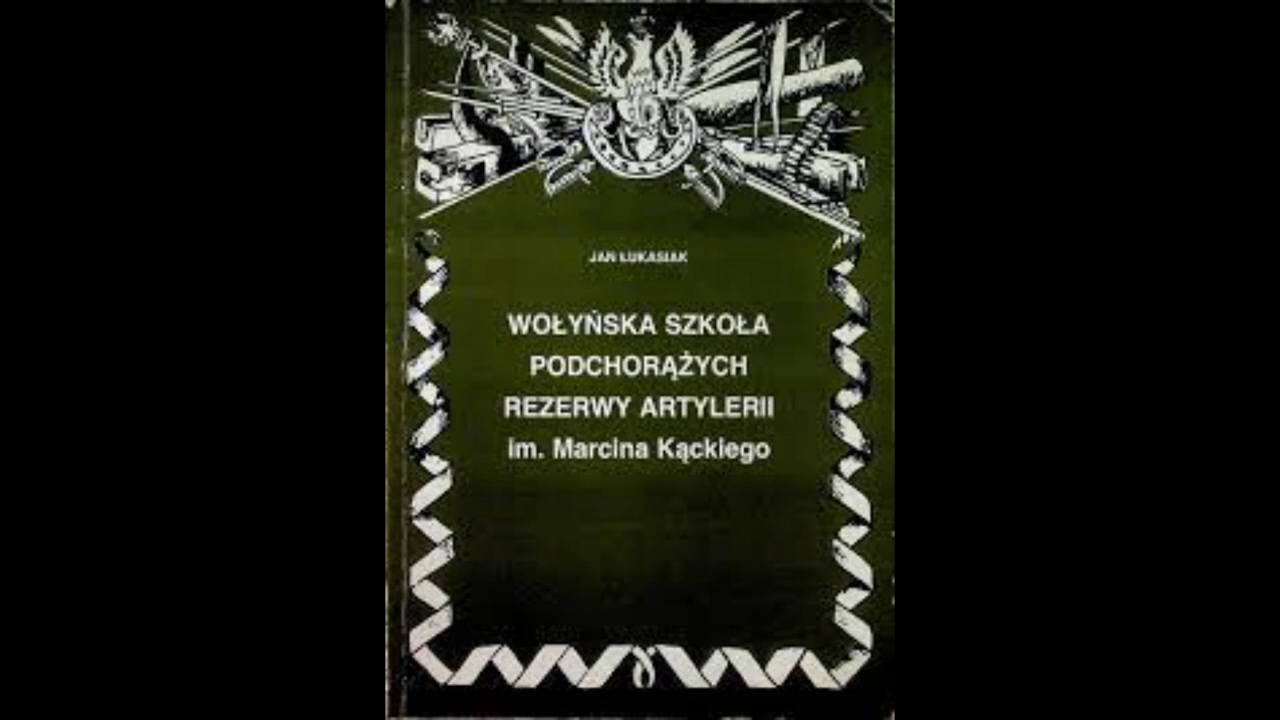 JAN ŁUKASIAK
WOŁYŃSKA SZKOŁA
PODCHORĄŻYCH
REZERWY ARTYLERII
im. Marcina Kąckiego